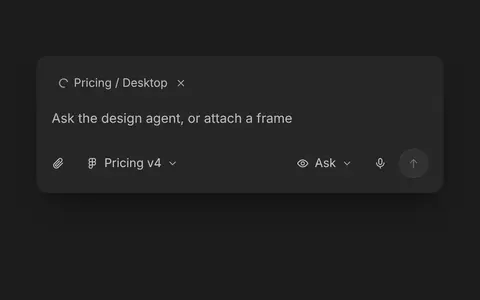 Pricing / Desktop
Ask the design agent, or attach a frame
Pricing v4
Ask